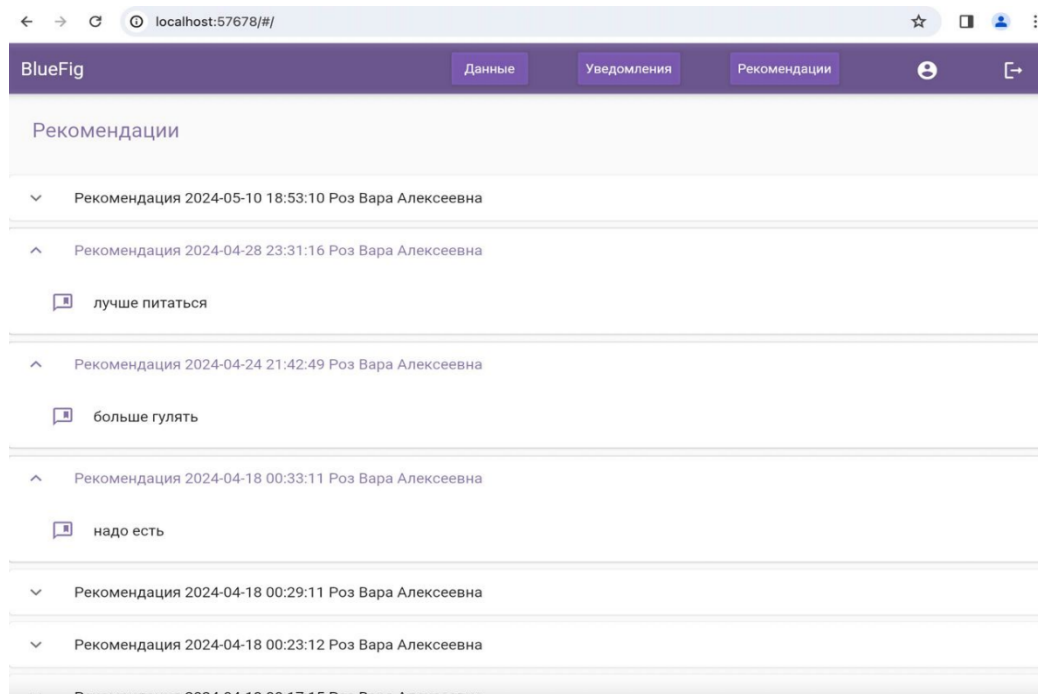 localhost:57678/#/
BlueFig Данные Уведомления Рекомендации
Рекомендации
Рекомендация 2024-05-10 18:53:10 Роз Вара Алексеевна
Рекомендация 2024-04-28 23:31:16 Роз Вара Алексеевна
лучше питаться
Рекомендация 2024-04-24 21:42:49 Роз Вара Алексеевна
больше гулять
Рекомендация 2024-04-18 00:33:11 Роз Вара Алексеевна
надо есть
Рекомендация 2024-04-18 00:29:11 Роз Вара Алексеевна
Рекомендация 2024-04-18 00:23:12 Роз Вара Алексеевна